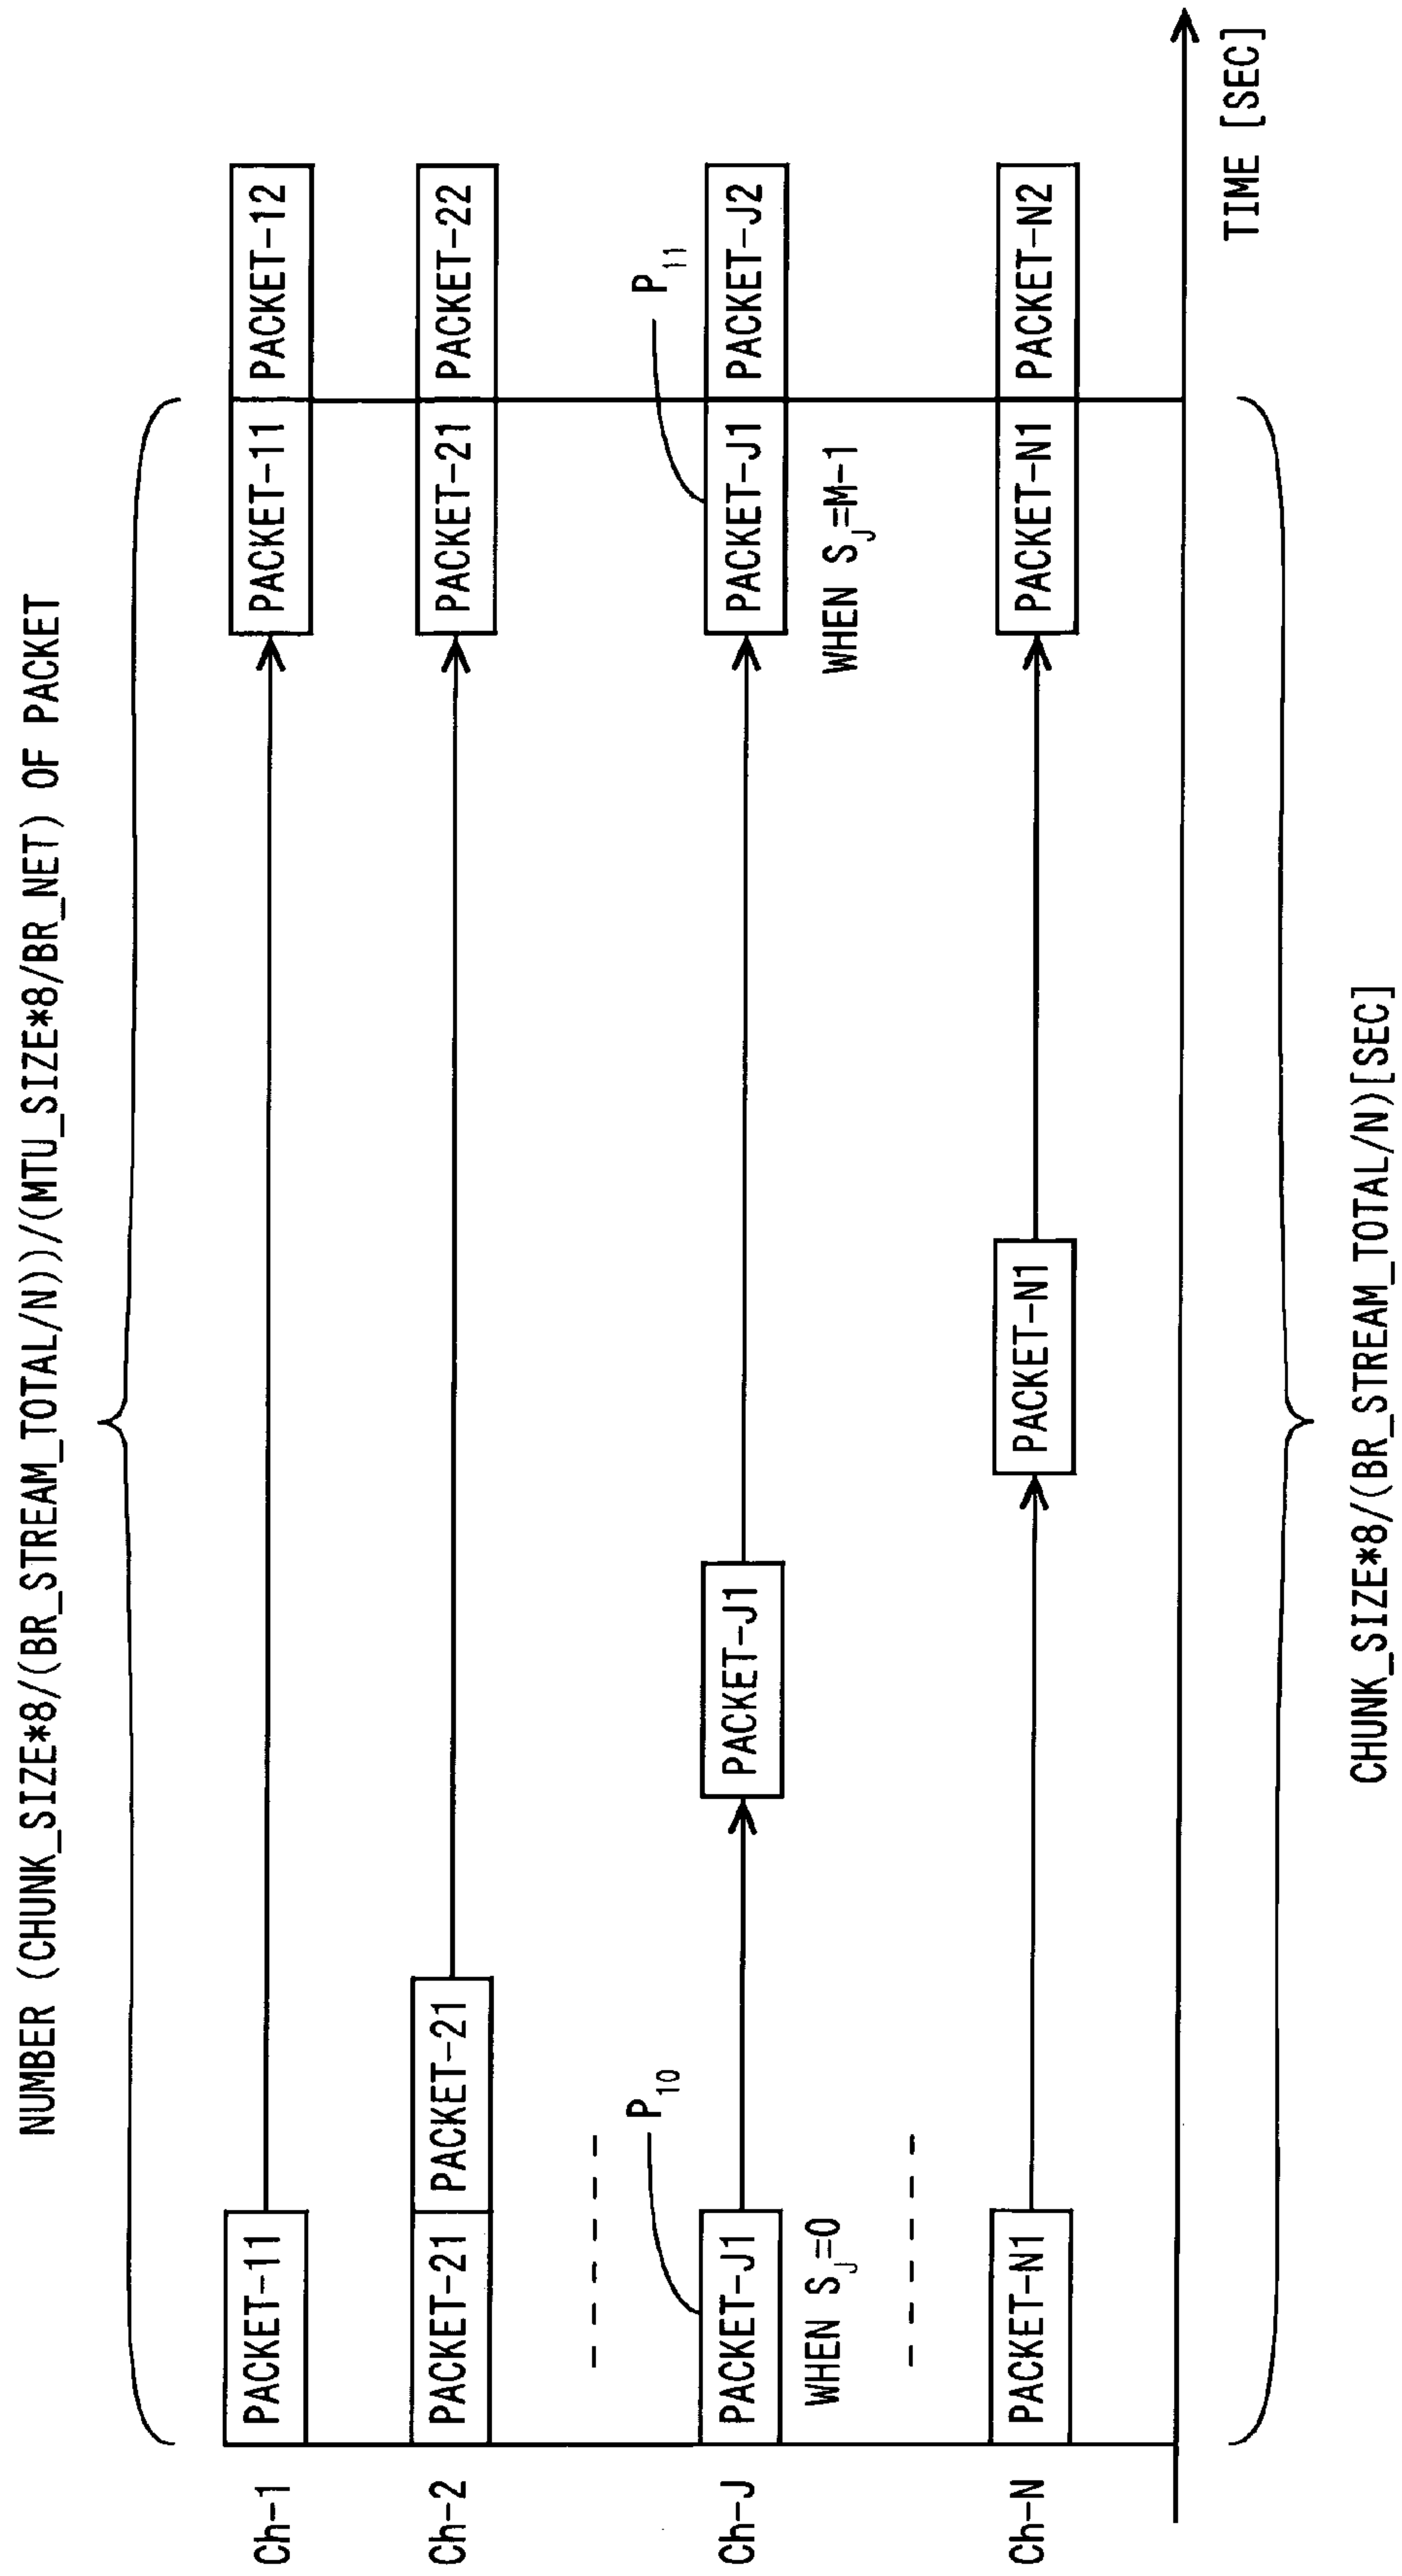 NUMBER (CHUNK_SIZE*8/(BR_STREAM_TOTAL/N))/(MTU_SIZE*8/BR_NET) OF PACKET
Ch-1
PACKET-11
PACKET-11
PACKET-12
Ch-2
PACKET-21
PACKET-21
PACKET-21
PACKET-22
P10
P11
Ch-J
PACKET-J1
PACKET-J1
PACKET-J1
PACKET-J2
WHEN SJ=0
WHEN SJ=M-1
Ch-N
PACKET-N1
PACKET-N1
PACKET-N1
PACKET-N2
TIME [SEC]
CHUNK_SIZE*8/(BR_STREAM_TOTAL/N)[SEC]